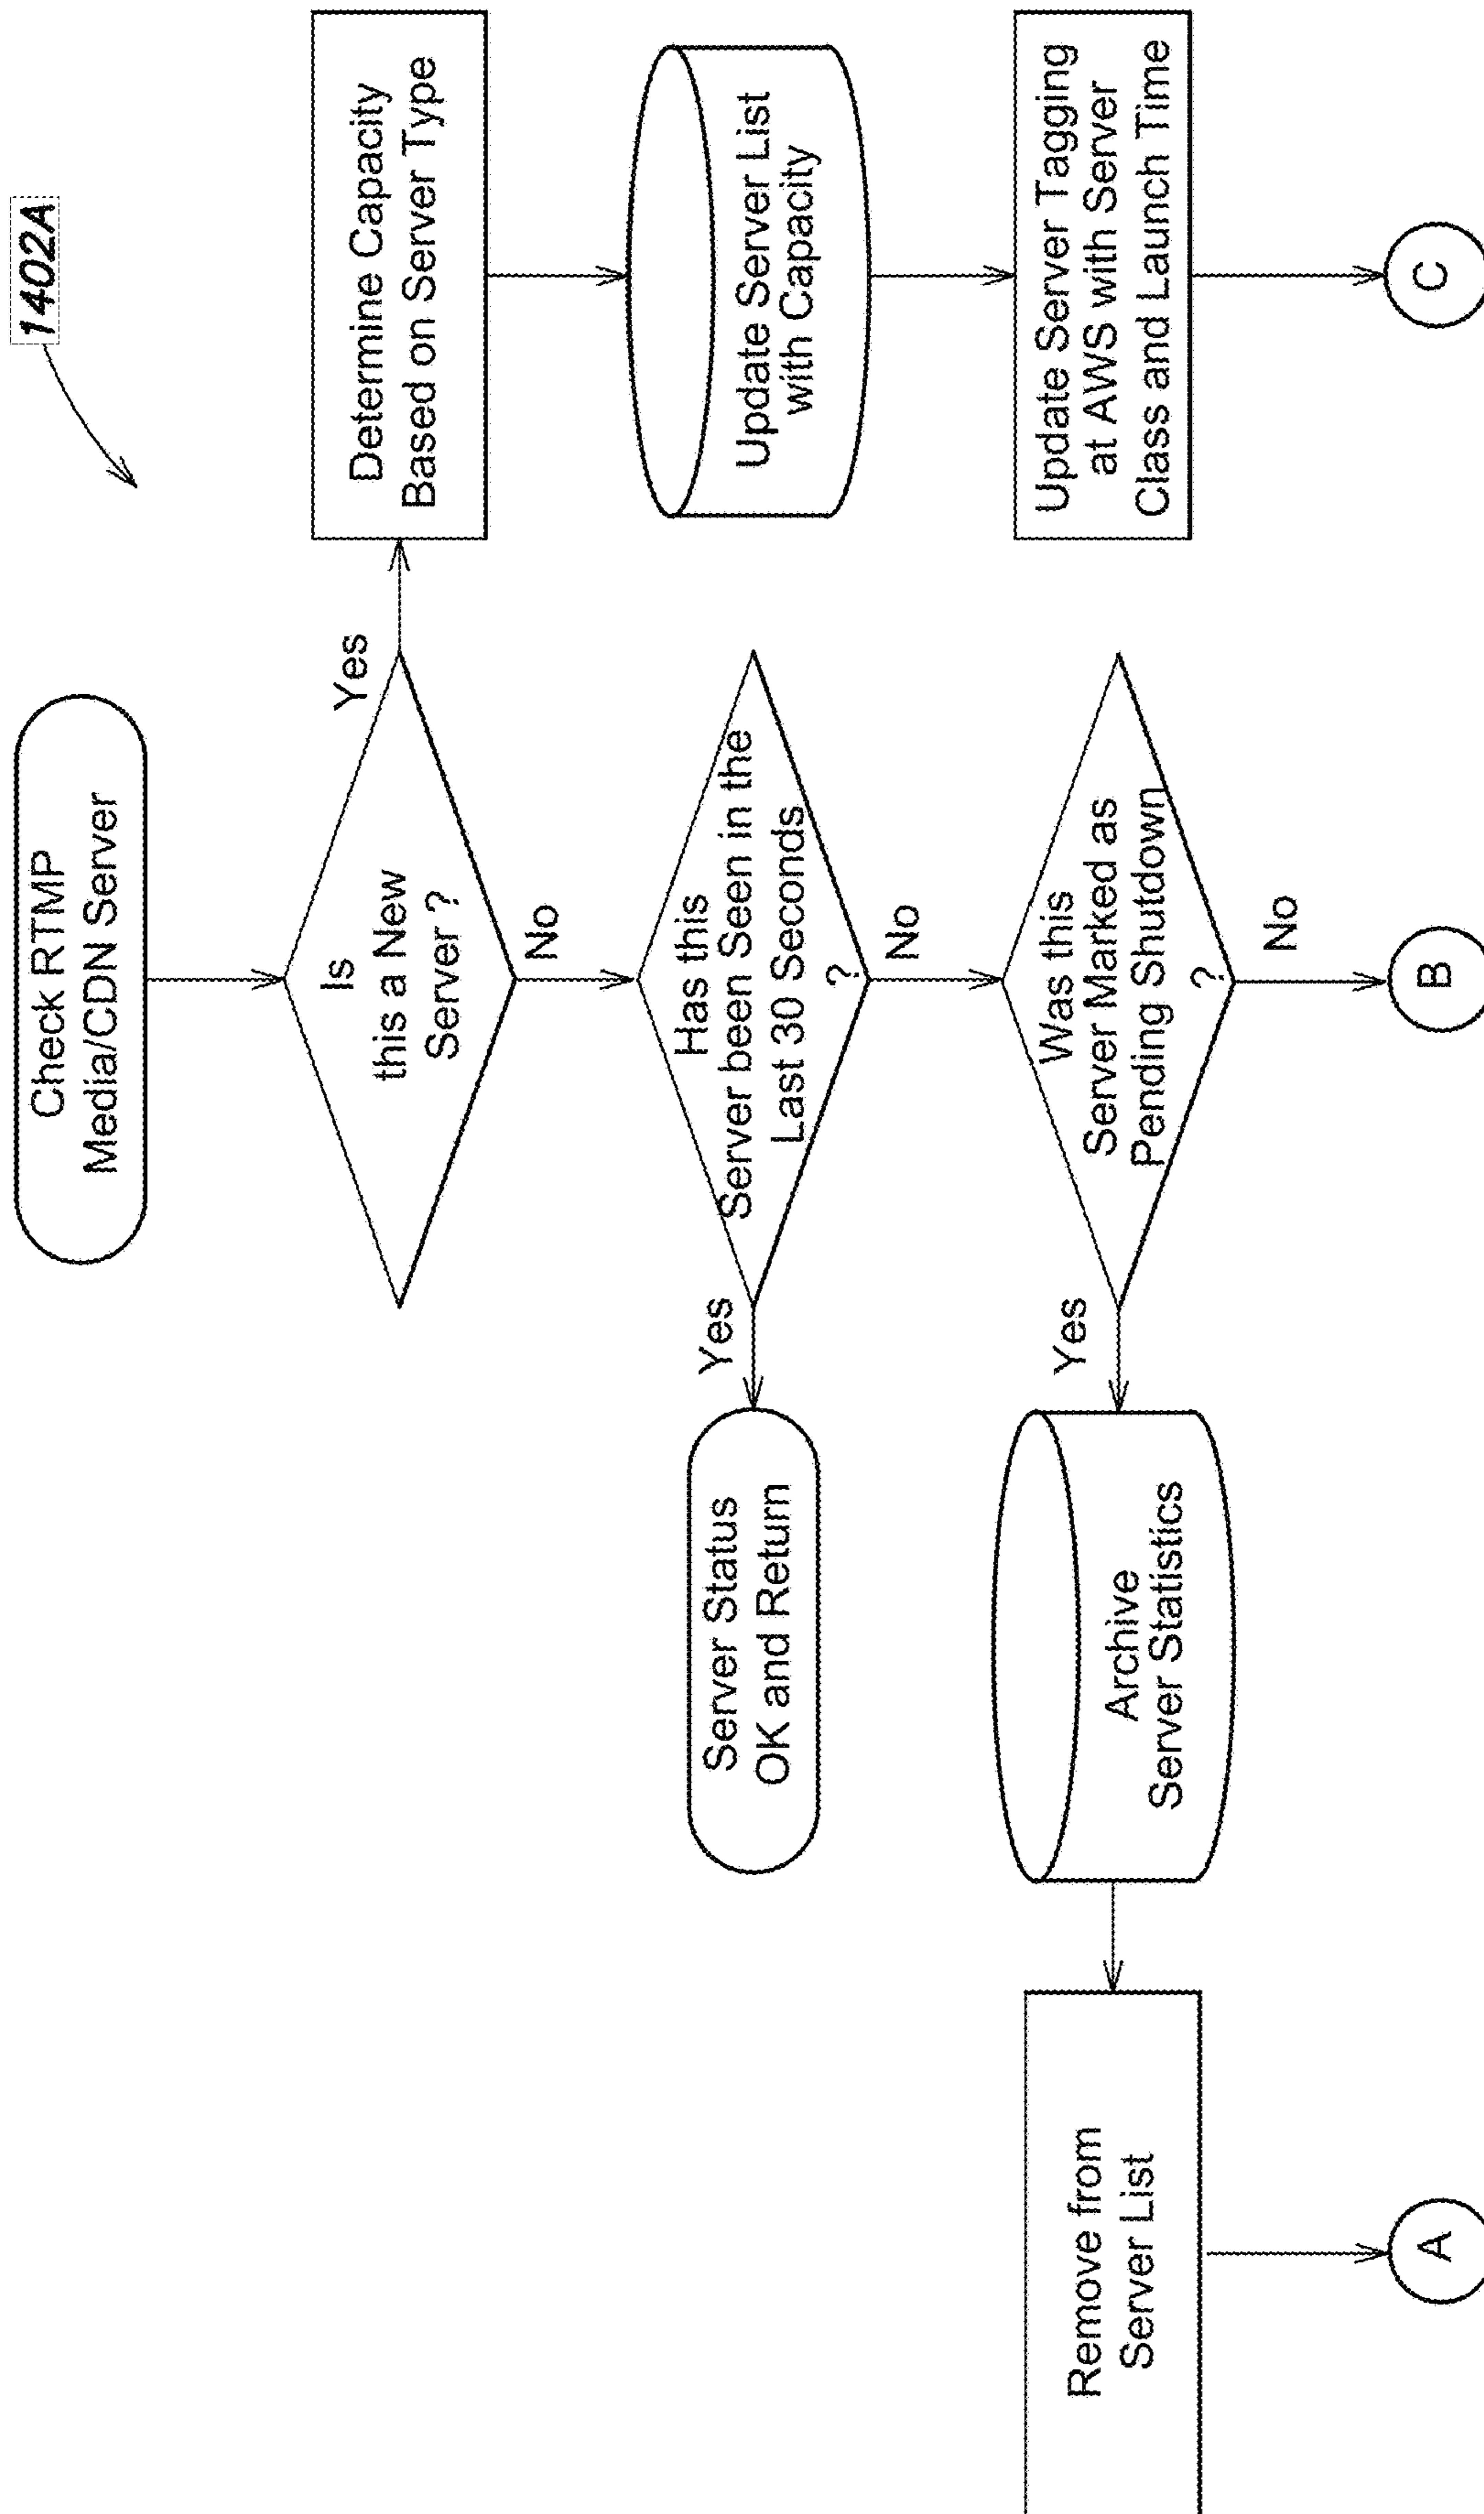 1402A
Check RTMP
Media/CDN Server
Is
this a New
Server ?
Yes
No
Determine Capacity
Based on Server Type
Has this
Server been Seen in the
Last 30 Seconds
?
Yes
No
Server Status
OK and Return
Update Server List
with Capacity
Was this
Server Marked as
Pending Shutdown
?
Yes
No
Archive
Server Statistics
Remove from
Server List
Update Server Tagging
at AWS with Server
Class and Launch Time
A
B
C